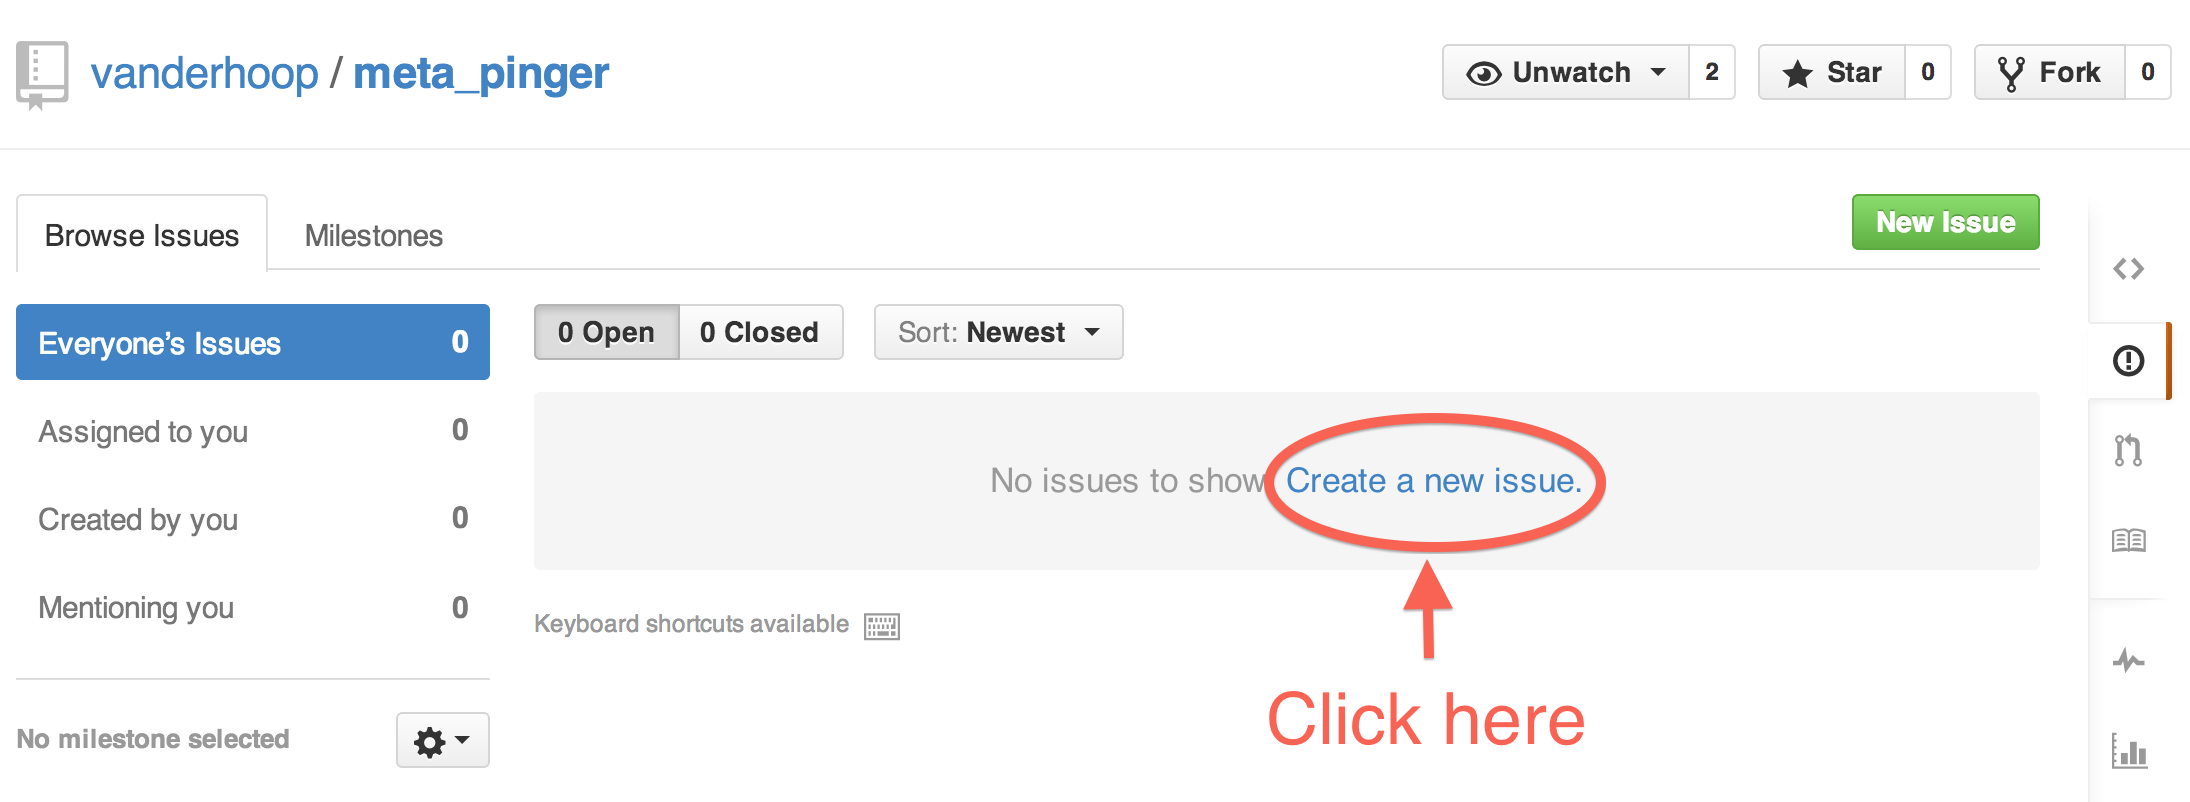 vanderhoop / meta_pinger
Unwatch 2
Star 0
Fork 0
Browse Issues
Milestones
New Issue
Everyone's Issues 0
Assigned to you 0
Created by you 0
Mentioning you 0
No milestone selected
0 Open
0 Closed
Sort: Newest
No issues to show Create a new issue.
Keyboard shortcuts available
Click here